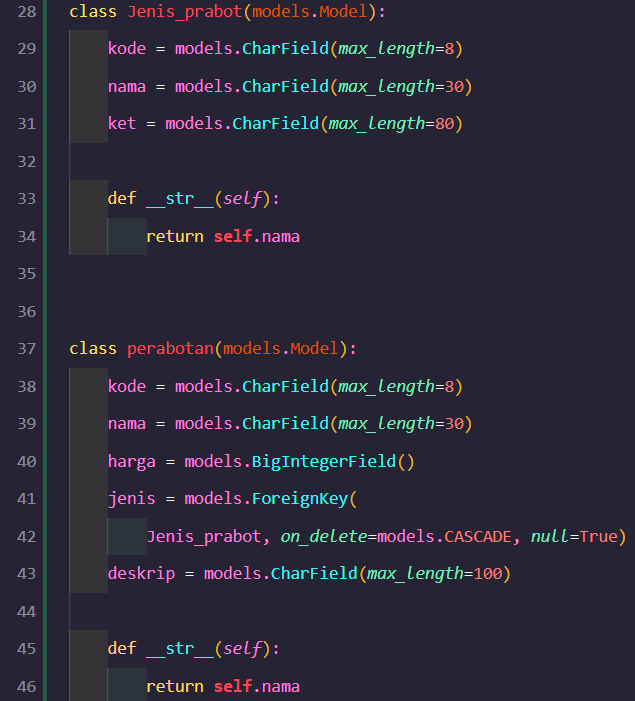 28 class Jenis_prabot(models.Model):
29     kode = models.CharField(max_length=8)
30     nama = models.CharField(max_length=30)
31     ket = models.CharField(max_length=80)
32
33     def __str__(self):
34         return self.nama
35
36
37 class perabotan(models.Model):
38     kode = models.CharField(max_length=8)
39     nama = models.CharField(max_length=30)
40     harga = models.BigIntegerField()
41     jenis = models.ForeignKey(
42         Jenis_prabot, on_delete=models.CASCADE, null=True)
43     deskrip = models.CharField(max_length=100)
44
45     def __str__(self):
46         return self.nama